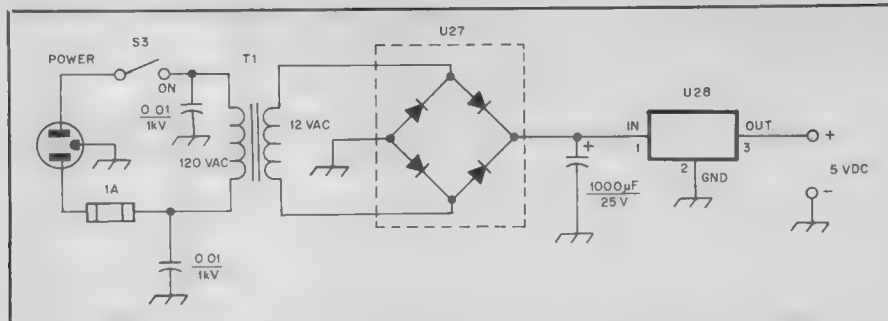 POWER
S3
ON
0.01
1kV
T1
120 VAC
12 VAC
1A
0.01
1kV
U27
+
1000µF
25V
U28
IN
1
OUT
3
2
GND
+
5 VDC
-